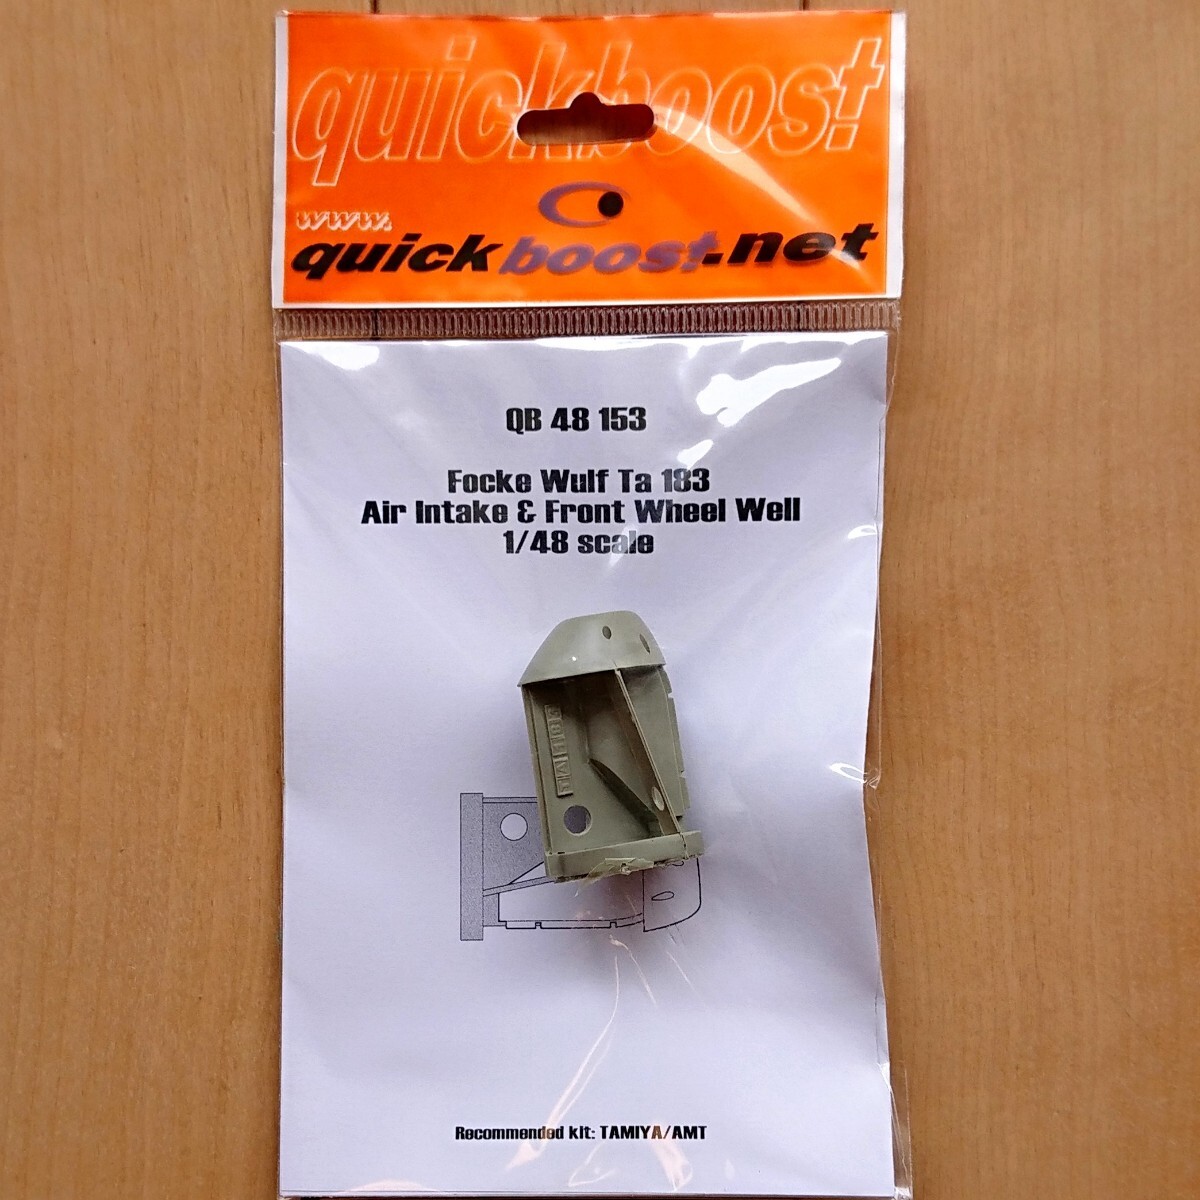 quickboost
www.
quickboost.net
QB 48 153
Focke Wulf Ta 183
Air Intake & Front Wheel Well
1/48 scale
Recommended kit: TAMIYA/AMT